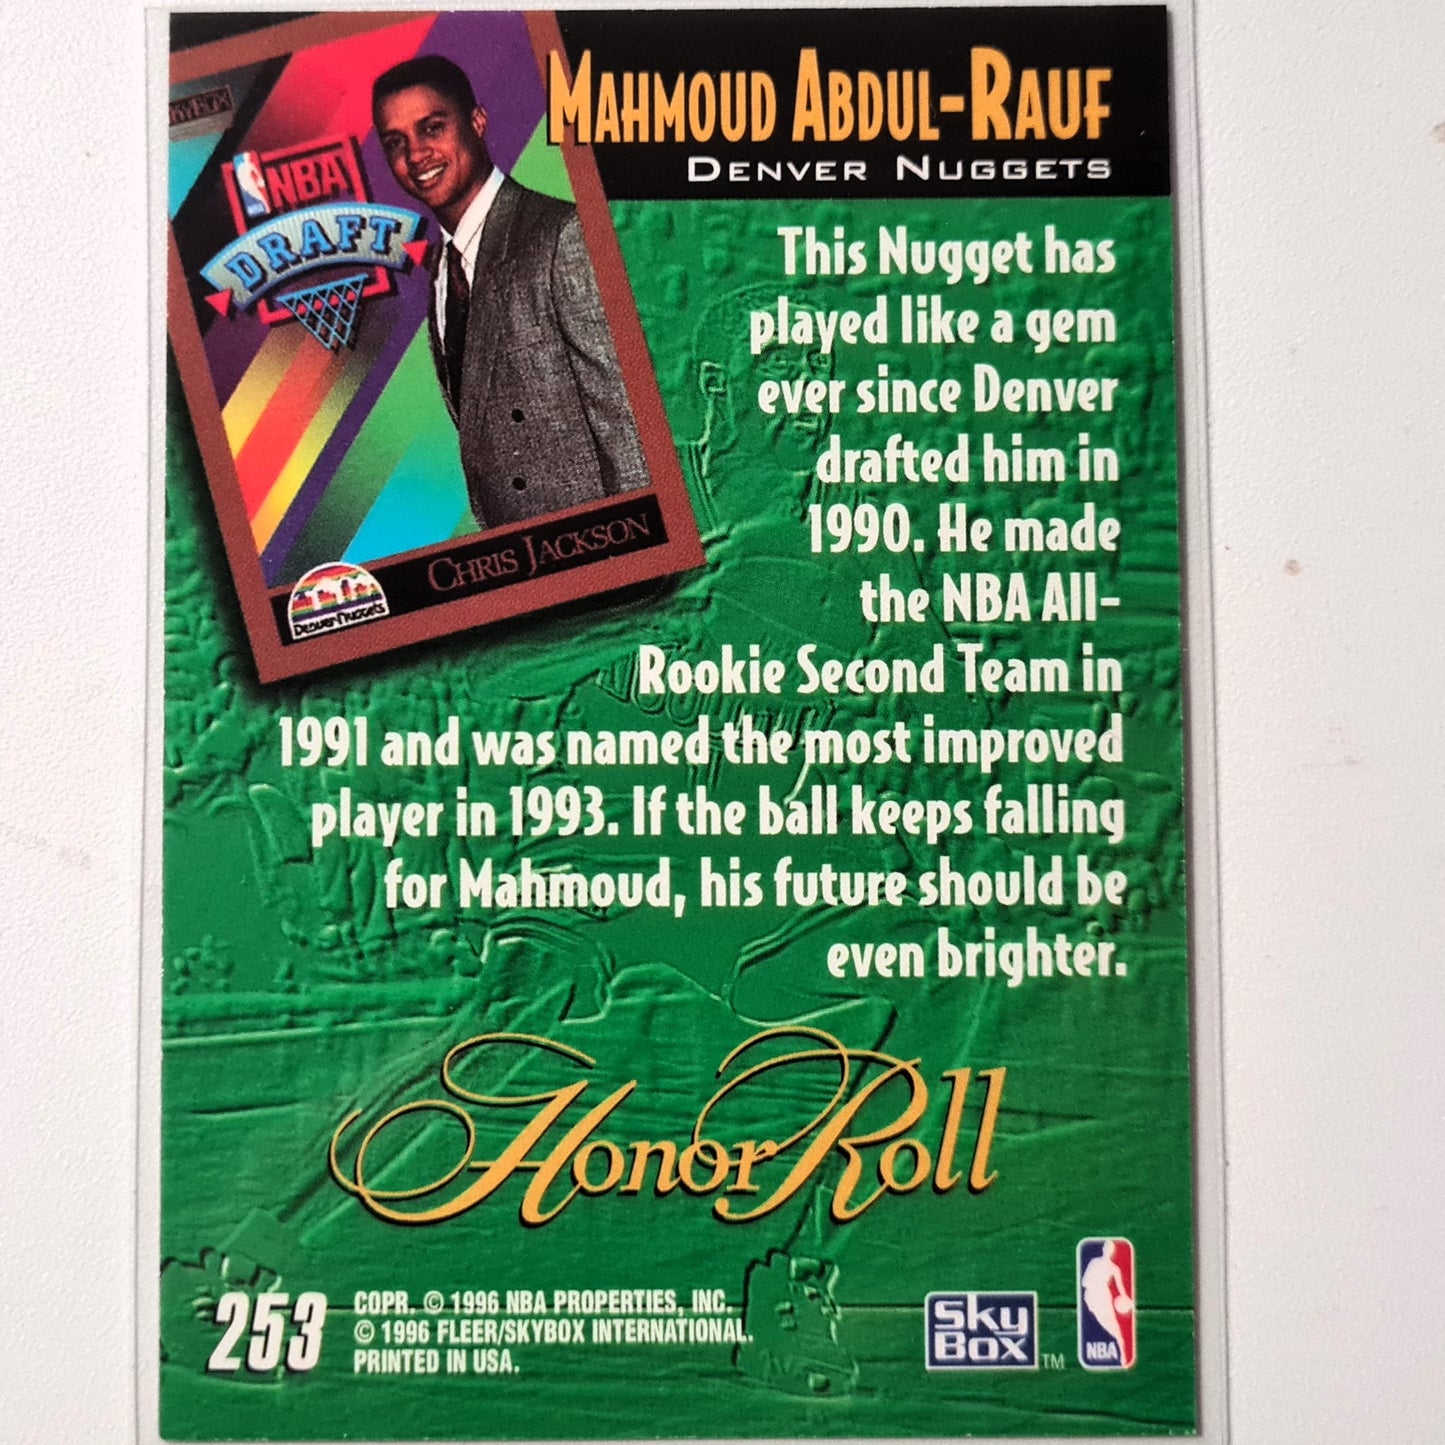 SKYBOX
NBA
DRAFT
CHRIS JACKSON
Denver Nuggets
MAHMOUD ABDUL-RAUF
DENVER NUGGETS
This Nugget has
played like a gem
ever since Denver
drafted him in
1990. He made
the NBA All-
Rookie Second Team in
1991 and was named the most improved
player in 1993. If the ball keeps falling
for Mahmoud, his future should be
even brighter.
Honor Roll
253
COPR. © 1996 NBA PROPERTIES, INC.
© 1996 FLEER/SKYBOX INTERNATIONAL.
PRINTED IN USA.
SKY
BOX TM
NBA